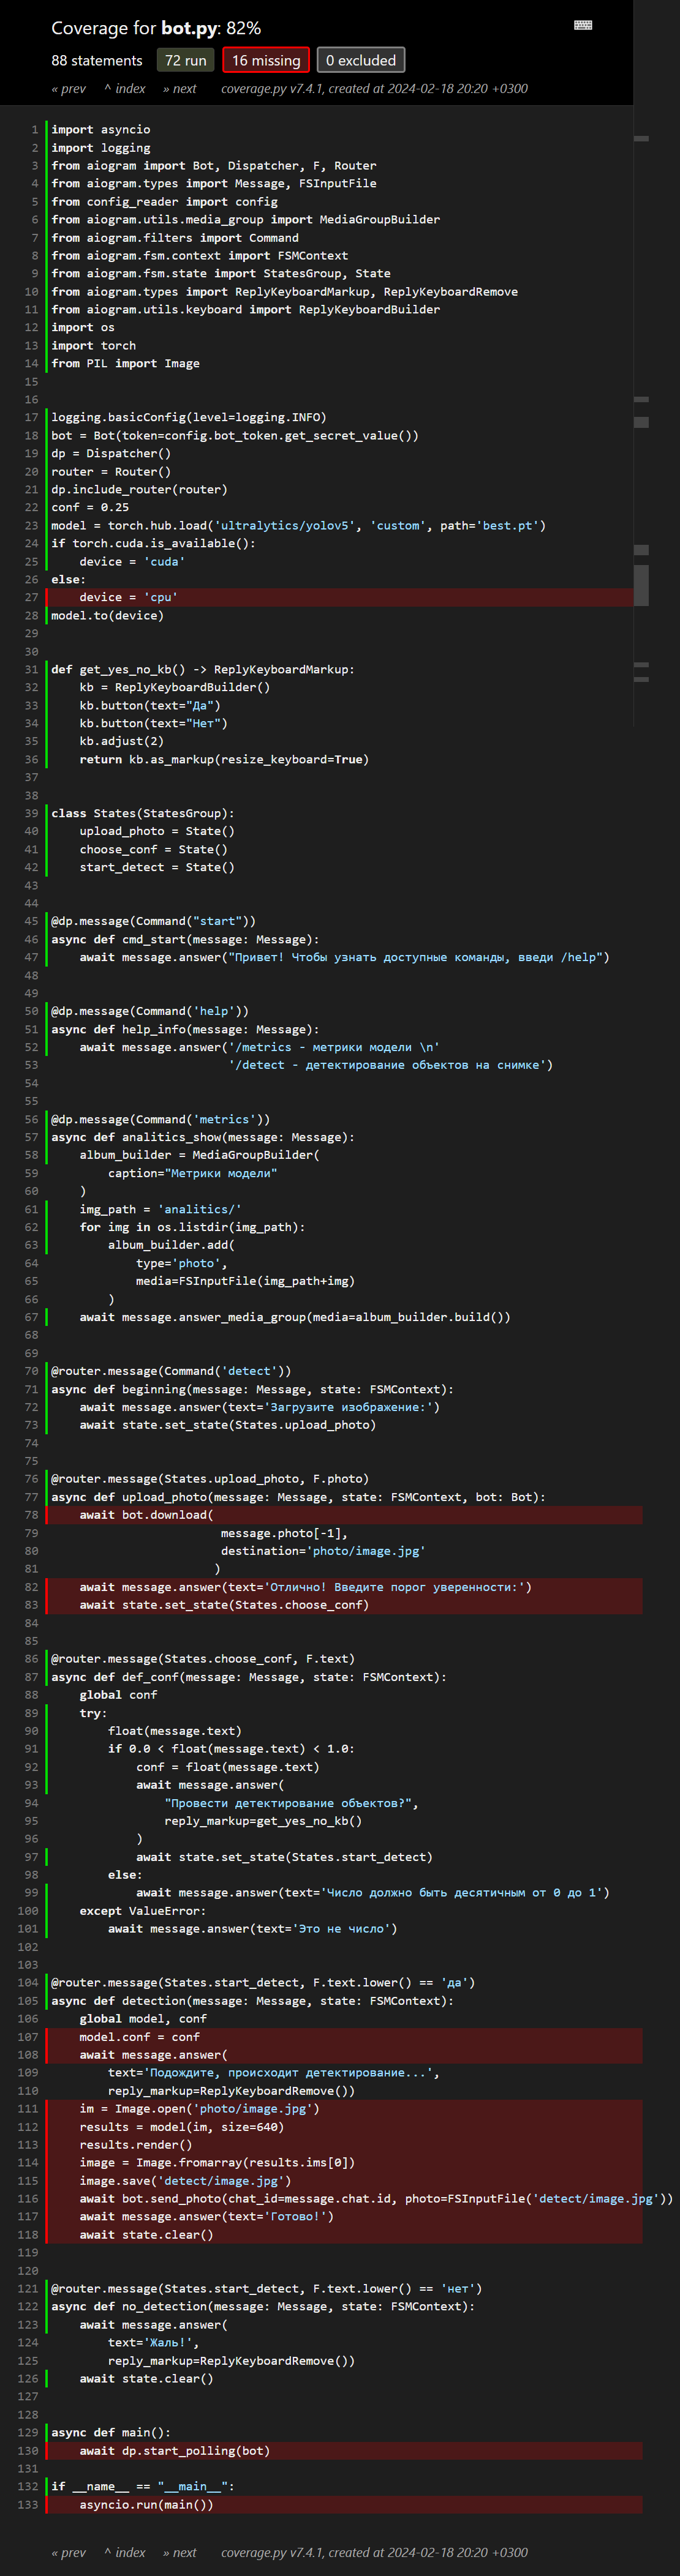 Coverage for bot.py: 82%
88 statements 72 run 16 missing 0 excluded
« prev ^ index » next coverage.py v7.4.1, created at 2024-02-18 20:20 +0300
1 import asyncio
2 import logging
3 from aiogram import Bot, Dispatcher, F, Router
4 from aiogram.types import Message, FSInputFile
5 from config_reader import config
6 from aiogram.utils.media_group import MediaGroupBuilder
7 from aiogram.filters import Command
8 from aiogram.fsm.context import FSMContext
9 from aiogram.fsm.state import StatesGroup, State
10 from aiogram.types import ReplyKeyboardMarkup, ReplyKeyboardRemove
11 from aiogram.utils.keyboard import ReplyKeyboardBuilder
12 import os
13 import torch
14 from PIL import Image
15
16
17 logging.basicConfig(level=logging.INFO)
18 bot = Bot(token=config.bot_token.get_secret_value())
19 dp = Dispatcher()
20 router = Router()
21 dp.include_router(router)
22 conf = 0.25
23 model = torch.hub.load('ultralytics/yolov5', 'custom', path='best.pt')
24 if torch.cuda.is_available():
25     device = 'cuda'
26 else:
27     device = 'cpu'
28 model.to(device)
29
30
31 def get_yes_no_kb() -> ReplyKeyboardMarkup:
32     kb = ReplyKeyboardBuilder()
33     kb.button(text="Да")
34     kb.button(text="Нет")
35     kb.adjust(2)
36     return kb.as_markup(resize_keyboard=True)
37
38
39 class States(StatesGroup):
40     upload_photo = State()
41     choose_conf = State()
42     start_detect = State()
43
44
45 @dp.message(Command("start"))
46 async def cmd_start(message: Message):
47     await message.answer("Привет! Чтобы узнать доступные команды, введи /help")
48
49
50 @dp.message(Command('help'))
51 async def help_info(message: Message):
52     await message.answer('/metrics - метрики модели \n'
53                          '/detect - детектирование объектов на снимке')
54
55
56 @dp.message(Command('metrics'))
57 async def analitics_show(message: Message):
58     album_builder = MediaGroupBuilder(
59         caption="Метрики модели"
60     )
61     img_path = 'analitics/'
62     for img in os.listdir(img_path):
63         album_builder.add(
64             type='photo',
65             media=FSInputFile(img_path+img)
66         )
67     await message.answer_media_group(media=album_builder.build())
68
69
70 @router.message(Command('detect'))
71 async def beginning(message: Message, state: FSMContext):
72     await message.answer(text='Загрузите изображение:')
73     await state.set_state(States.upload_photo)
74
75
76 @router.message(States.upload_photo, F.photo)
77 async def upload_photo(message: Message, state: FSMContext, bot: Bot):
78     await bot.download(
79                         message.photo[-1],
80                         destination='photo/image.jpg'
81                        )
82     await message.answer(text='Отлично! Введите порог уверенности:')
83     await state.set_state(States.choose_conf)
84
85
86 @router.message(States.choose_conf, F.text)
87 async def def_conf(message: Message, state: FSMContext):
88     global conf
89     try:
90         float(message.text)
91         if 0.0 < float(message.text) < 1.0:
92             conf = float(message.text)
93             await message.answer(
94                 "Провести детектирование объектов?",
95                 reply_markup=get_yes_no_kb()
96             )
97             await state.set_state(States.start_detect)
98         else:
99             await message.answer(text='Число должно быть десятичным от 0 до 1')
100     except ValueError:
101         await message.answer(text='Это не число')
102
103
104 @router.message(States.start_detect, F.text.lower() == 'да')
105 async def detection(message: Message, state: FSMContext):
106     global model, conf
107     model.conf = conf
108     await message.answer(
109         text='Подождите, происходит детектирование...',
110         reply_markup=ReplyKeyboardRemove())
111     im = Image.open('photo/image.jpg')
112     results = model(im, size=640)
113     results.render()
114     image = Image.fromarray(results.ims[0])
115     image.save('detect/image.jpg')
116     await bot.send_photo(chat_id=message.chat.id, photo=FSInputFile('detect/image.jpg'))
117     await message.answer(text='Готово!')
118     await state.clear()
119
120
121 @router.message(States.start_detect, F.text.lower() == 'нет')
122 async def no_detection(message: Message, state: FSMContext):
123     await message.answer(
124         text='Жаль!',
125         reply_markup=ReplyKeyboardRemove())
126     await state.clear()
127
128
129 async def main():
130     await dp.start_polling(bot)
131
132 if __name__ == "__main__":
133     asyncio.run(main())
« prev ^ index » next coverage.py v7.4.1, created at 2024-02-18 20:20 +0300